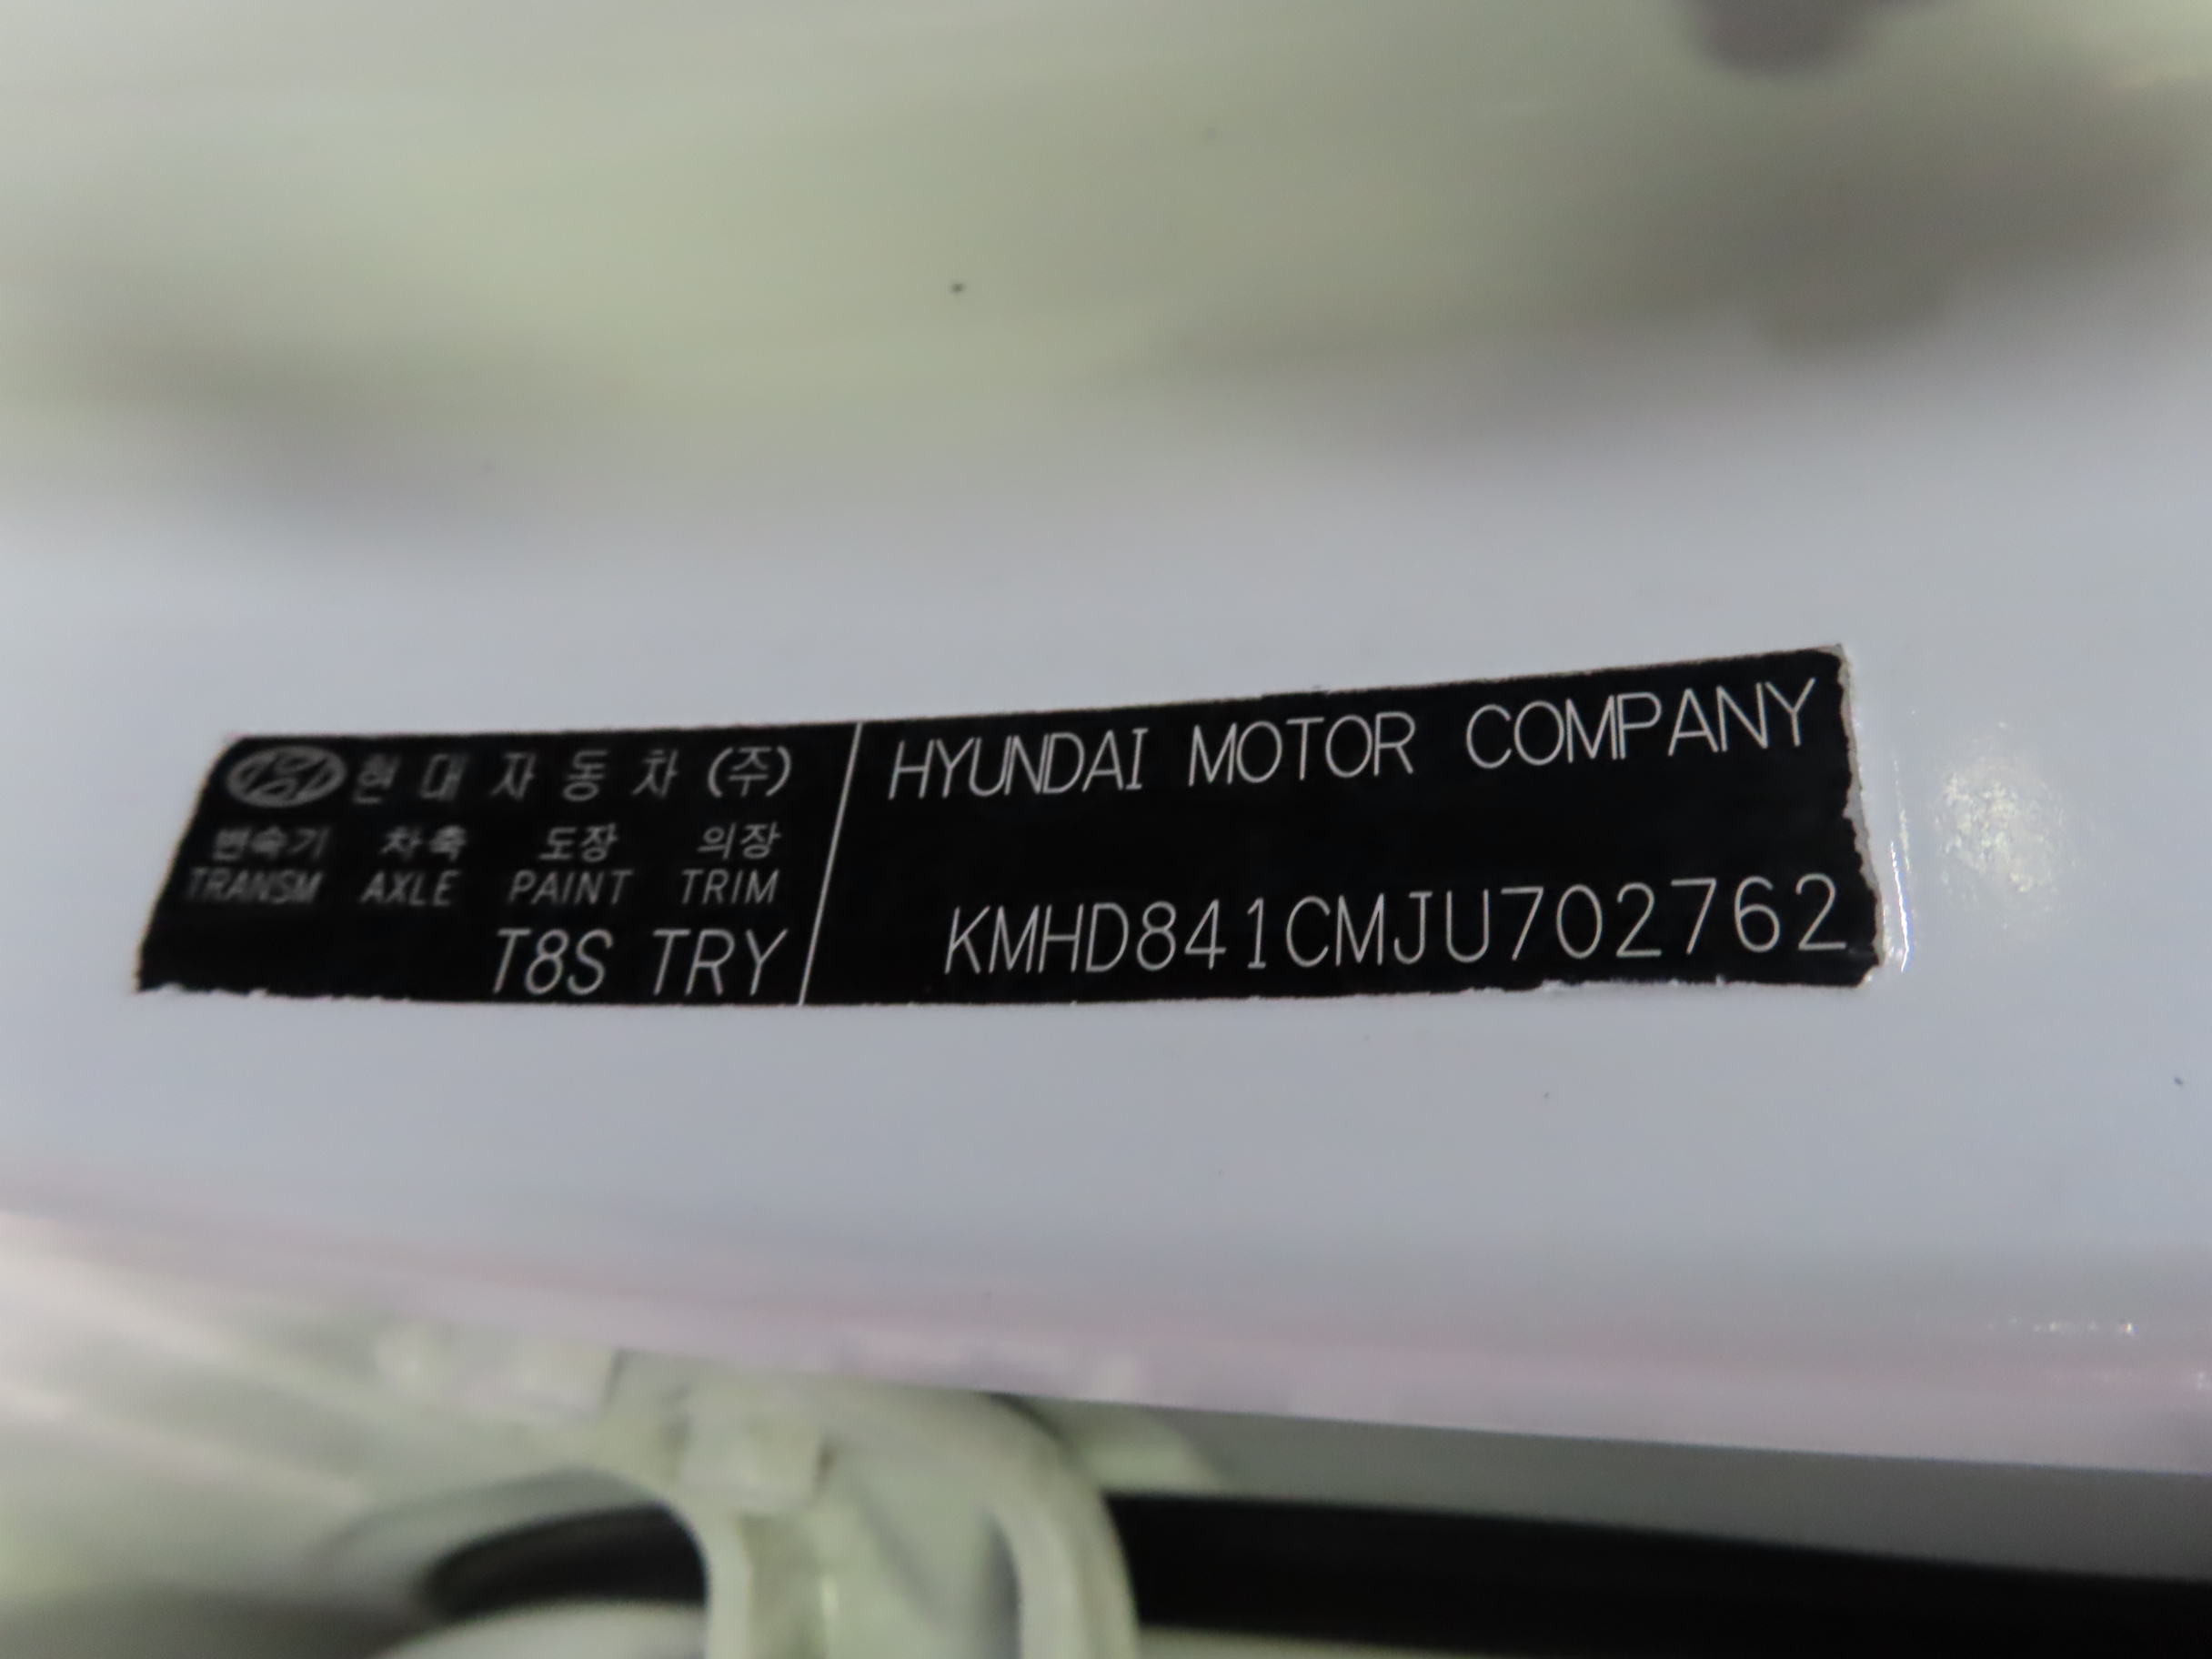 현대자동차(주)
변속기 차축 도장 의장
TRANSM AXLE PAINT TRIM
T8S TRY
HYUNDAI MOTOR COMPANY
KMHD841CMJU702762